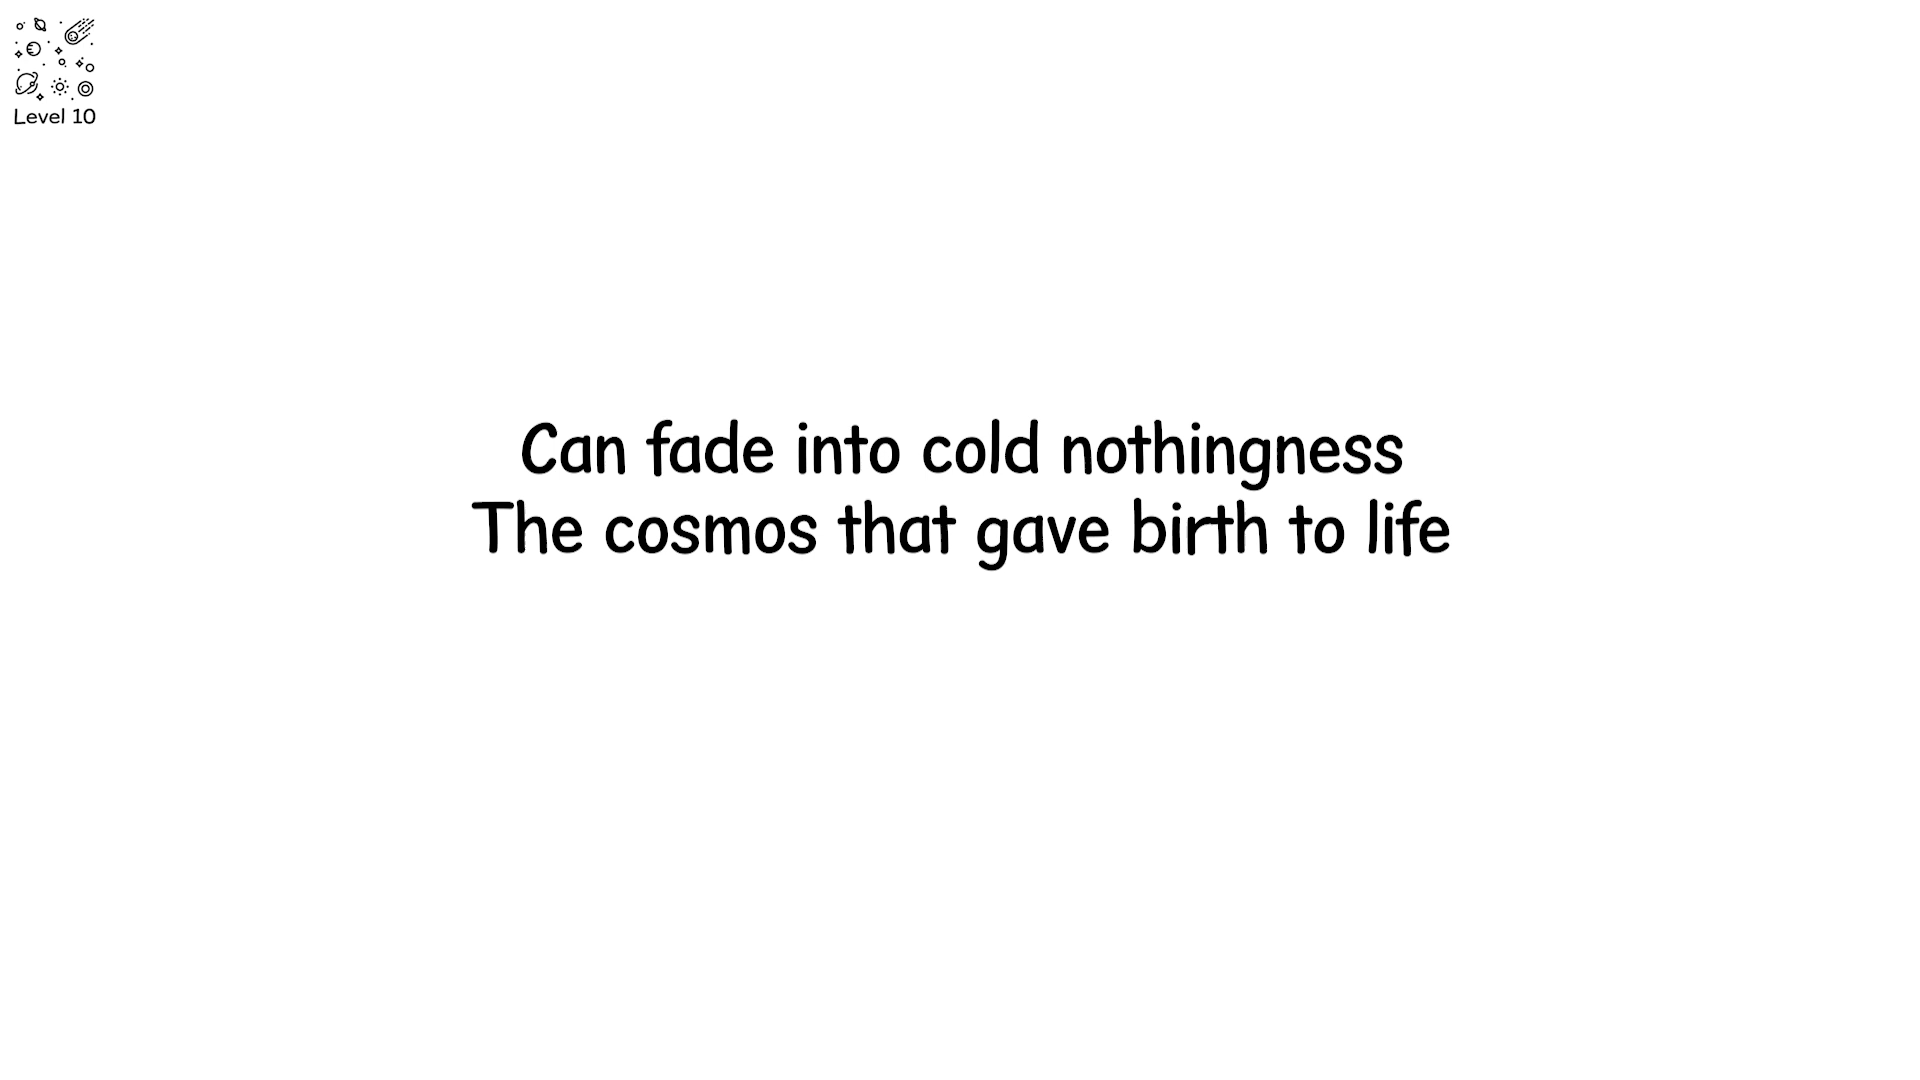 Level 10
Can fade into cold nothingness
The cosmos that gave birth to life